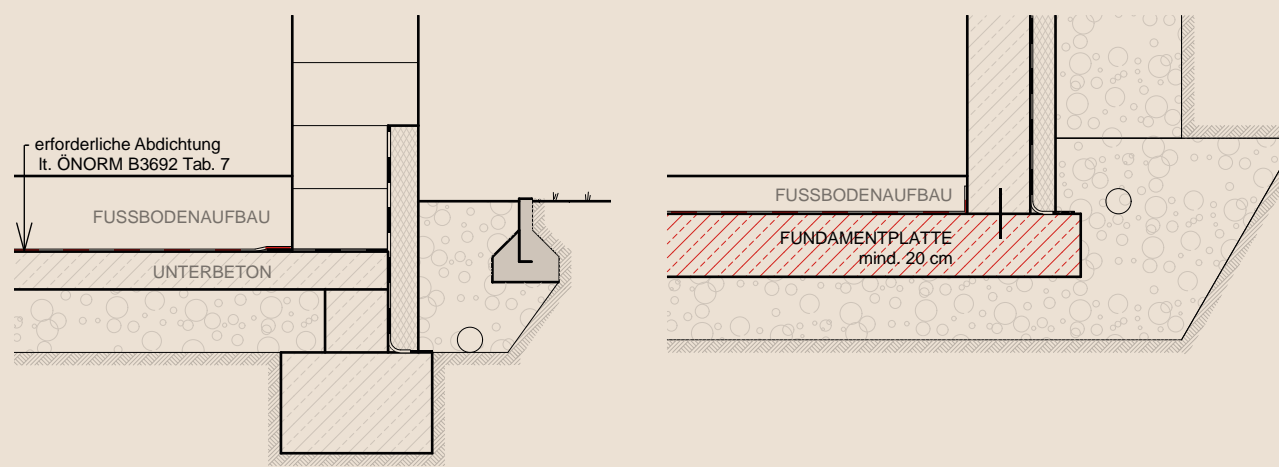 erforderliche Abdichtung
lt. ÖNORM B3692 Tab. 7
FUSSBODENAUFBAU
UNTERBETON
FUSSBODENAUFBAU
FUNDAMENTPLATTE
mind. 20 cm